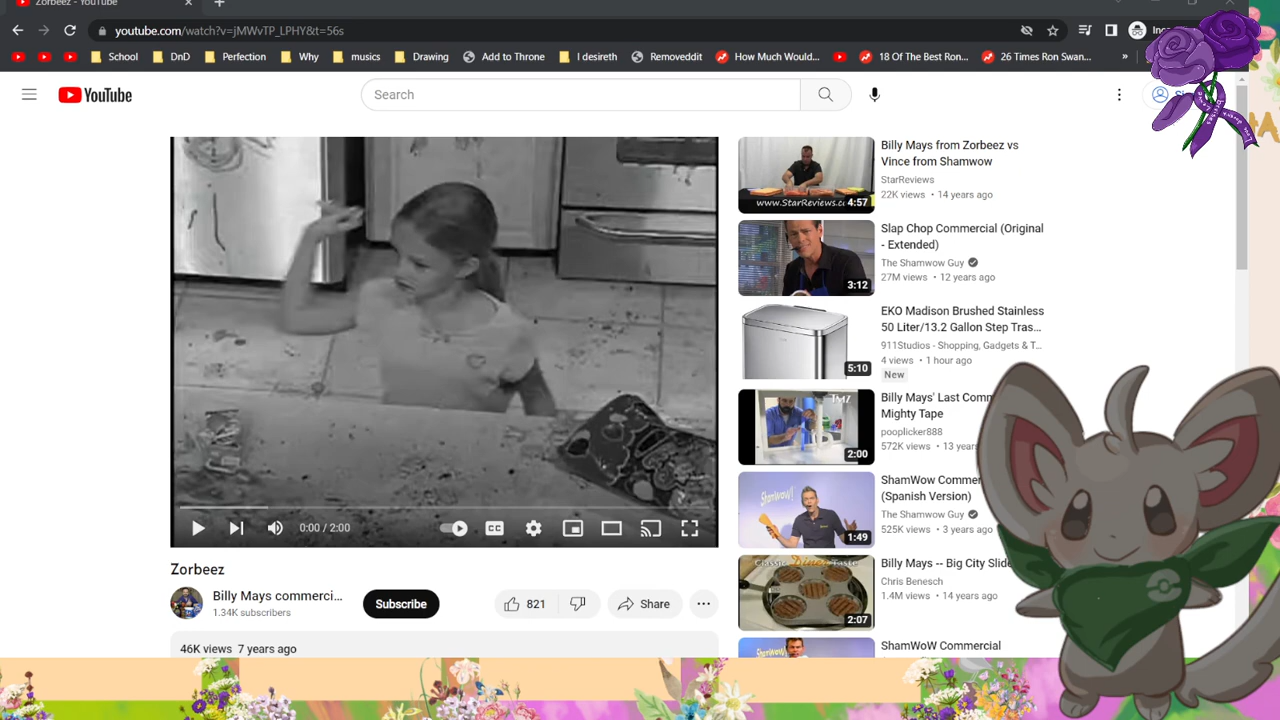 Zorbeez - YouTube
youtube.com/watch?v=jMWvTP_LPHY&t=56s
School
DnD
Perfection
Why
musics
Drawing
Add to Throne
I desireth
Removeddit
How Much Would...
18 Of The Best Ron...
26 Times Ron Swan...
»
YouTube
Search
Billy Mays from Zorbeez vs
Vince from Shamwow
StarReviews
22K views • 14 years ago
www.StarReviews.c
4:57
Slap Chop Commercial (Original
- Extended)
The Shamwow Guy
27M views • 12 years ago
3:12
EKO Madison Brushed Stainless
50 Liter/13.2 Gallon Step Tras...
911Studios - Shopping, Gadgets & T...
4 views • 1 hour ago
New
5:10
Billy Mays' Last Comm
Mighty Tape
pooplicker888
572K views • 13 years
TMZ
2:00
ShamWow Commer
(Spanish Version)
The Shamwow Guy
525K views • 3 years ago
ShamWow!
1:49
Billy Mays -- Big City Slide
Chris Benesch
1.4M views • 14 years ago
Classic Diner Taste
2:07
ShamWoW Commercial
0:00 / 2:00
CC
Zorbeez
Billy Mays commerci...
1.34K subscribers
Subscribe
821
Share
46K views 7 years ago